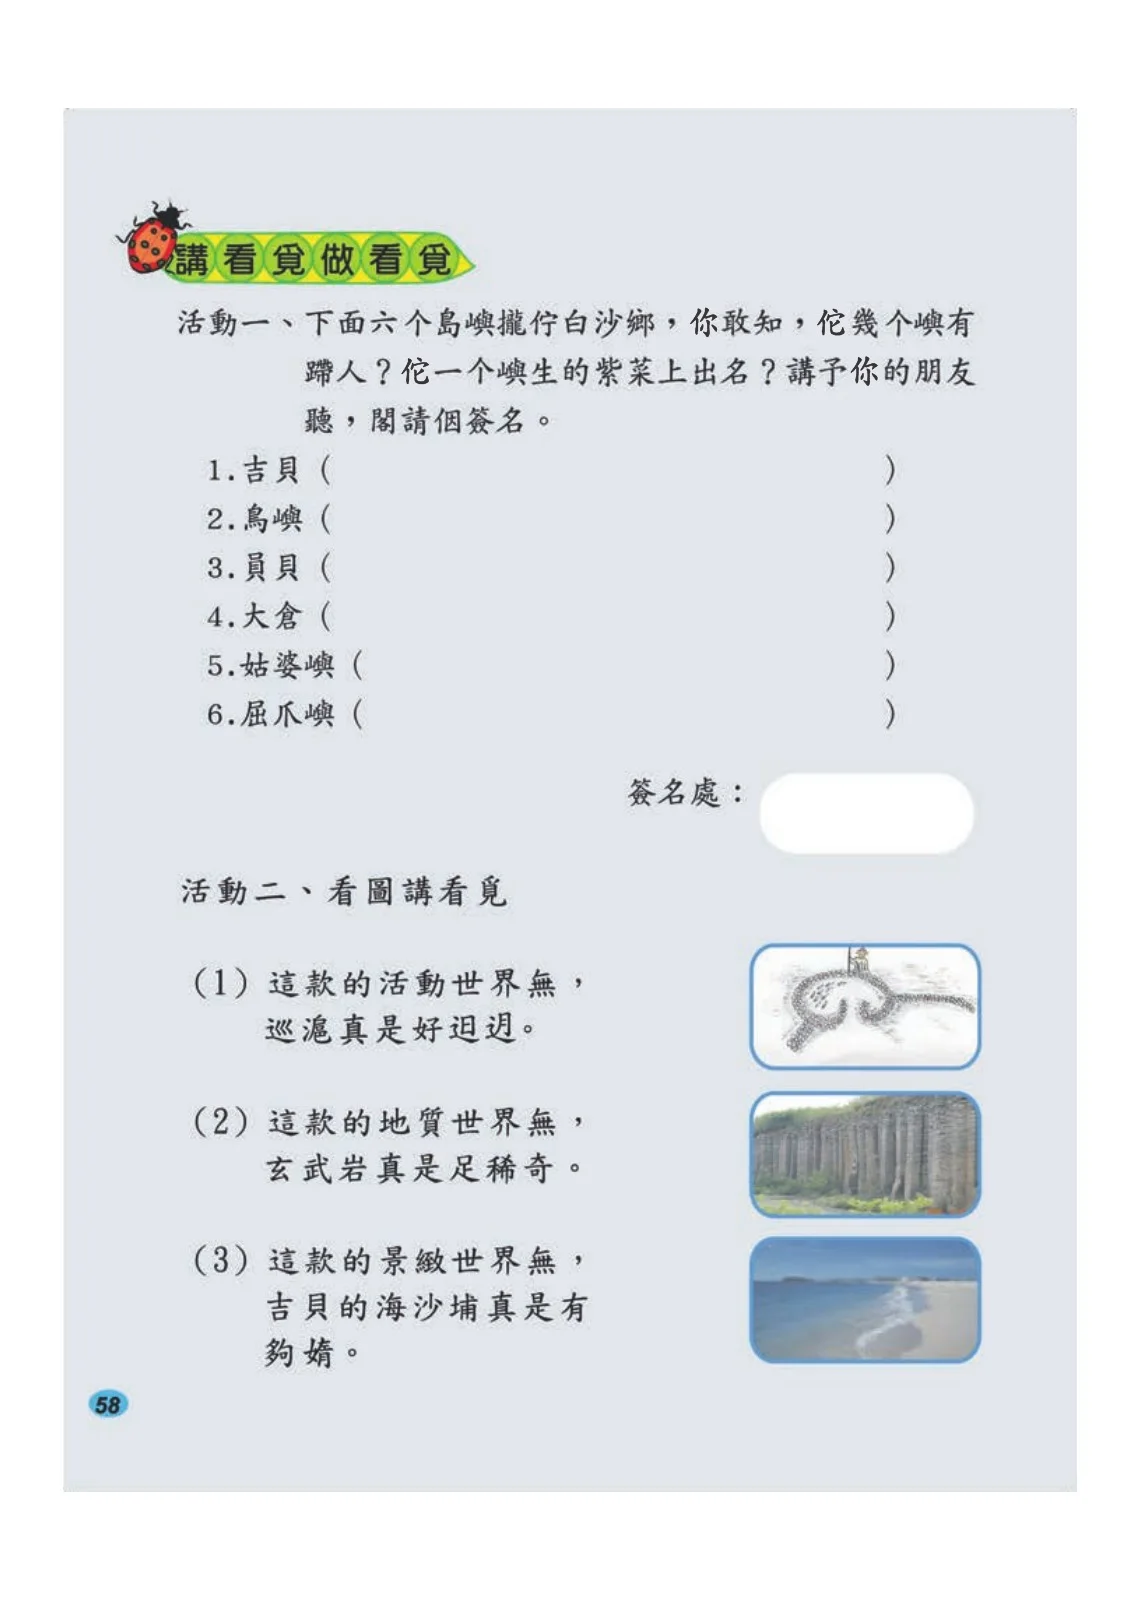 講看覓做看覓
活動一、下面六个島嶼攏佇白沙鄉，你敢知，佗幾个嶼有
蹛人？佗一个嶼生的紫菜上出名？講予你的朋友
聽，閣請𪜶簽名。
1.吉貝（　　　）
2.鳥嶼（　　　）
3.員貝（　　　）
4.大倉（　　　）
5.姑婆嶼（　　　）
6.屈爪嶼（　　　）
簽名處：
活動二、看圖講看覓
（1）這款的活動世界無，
巡滬真是好𨑨迌。
（2）這款的地質世界無，
玄武岩真是足稀奇。
（3）這款的景緻世界無，
吉貝的海沙埔真是有
夠媠。
58